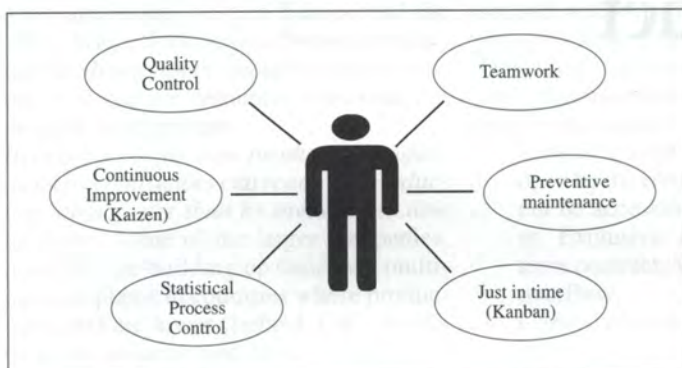 Quality
Control
Teamwork
Continuous
Improvement
(Kaizen)
Preventive
maintenance
Statistical
Process
Control
Just in time
(Kanban)